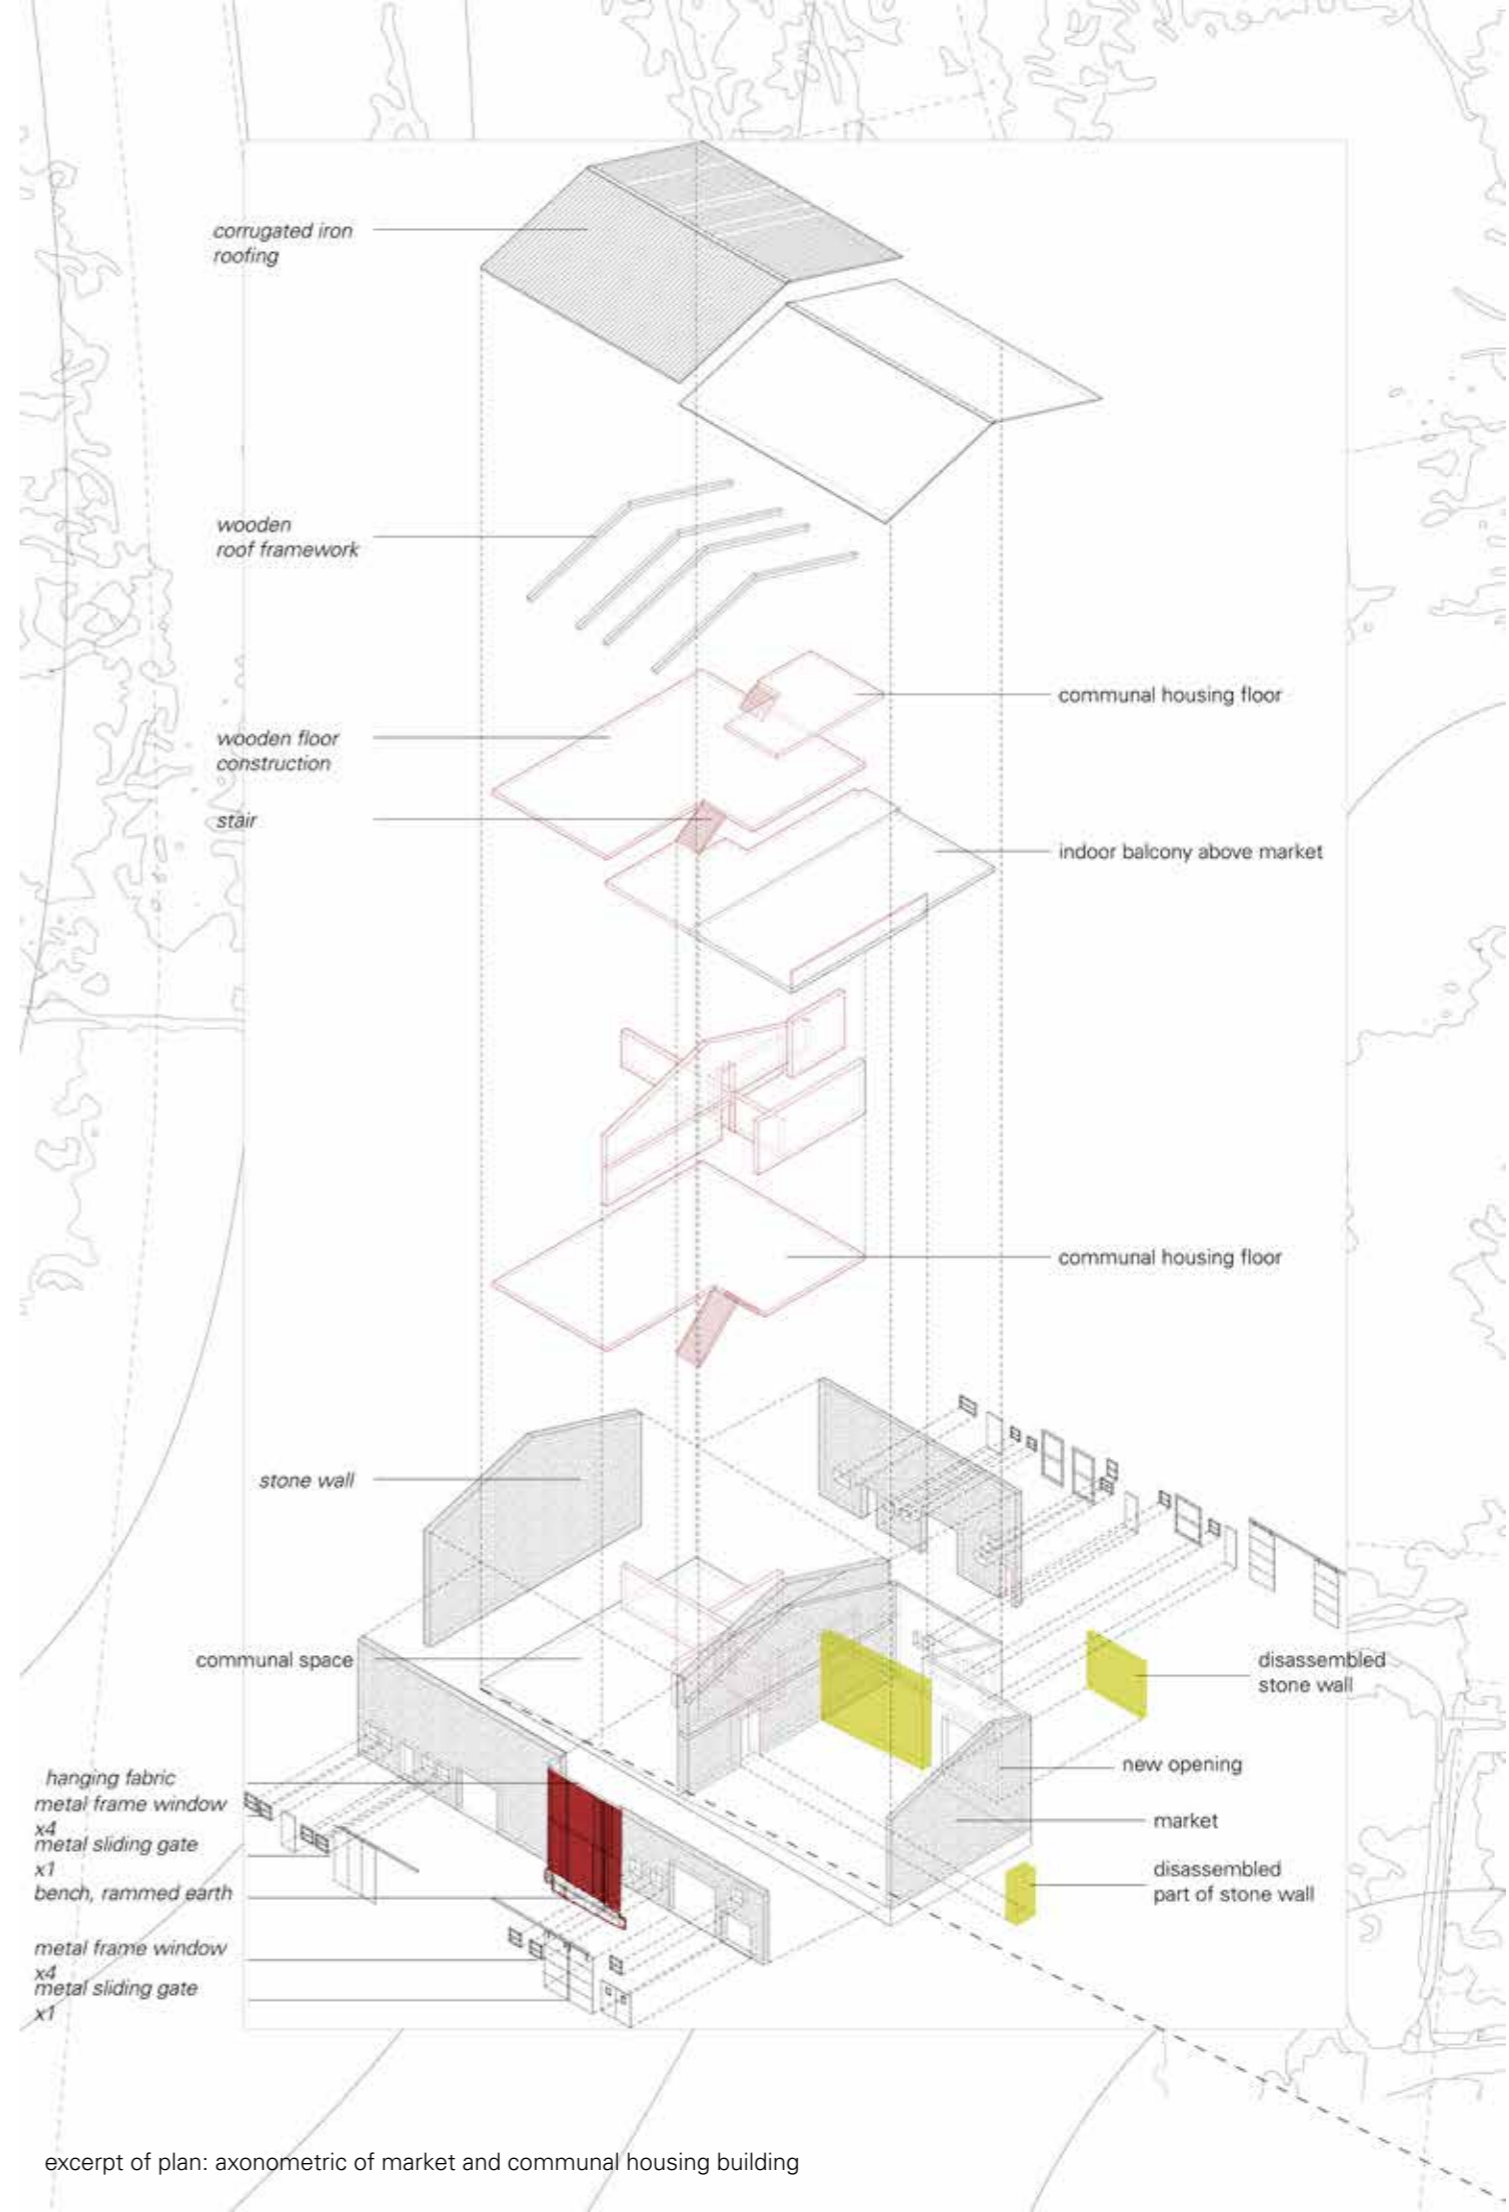 corrugated iron
roofing
wooden
roof framework
communal housing floor
wooden floor
construction
stair
indoor balcony above market
communal housing floor
stone wall
communal space
disassembled
stone wall
new opening
hanging fabric
metal frame window
x4
metal sliding gate
x1
bench, rammed earth
market
disassembled
part of stone wall
metal frame window
x4
metal sliding gate
x1
excerpt of plan: axonometric of market and communal housing building